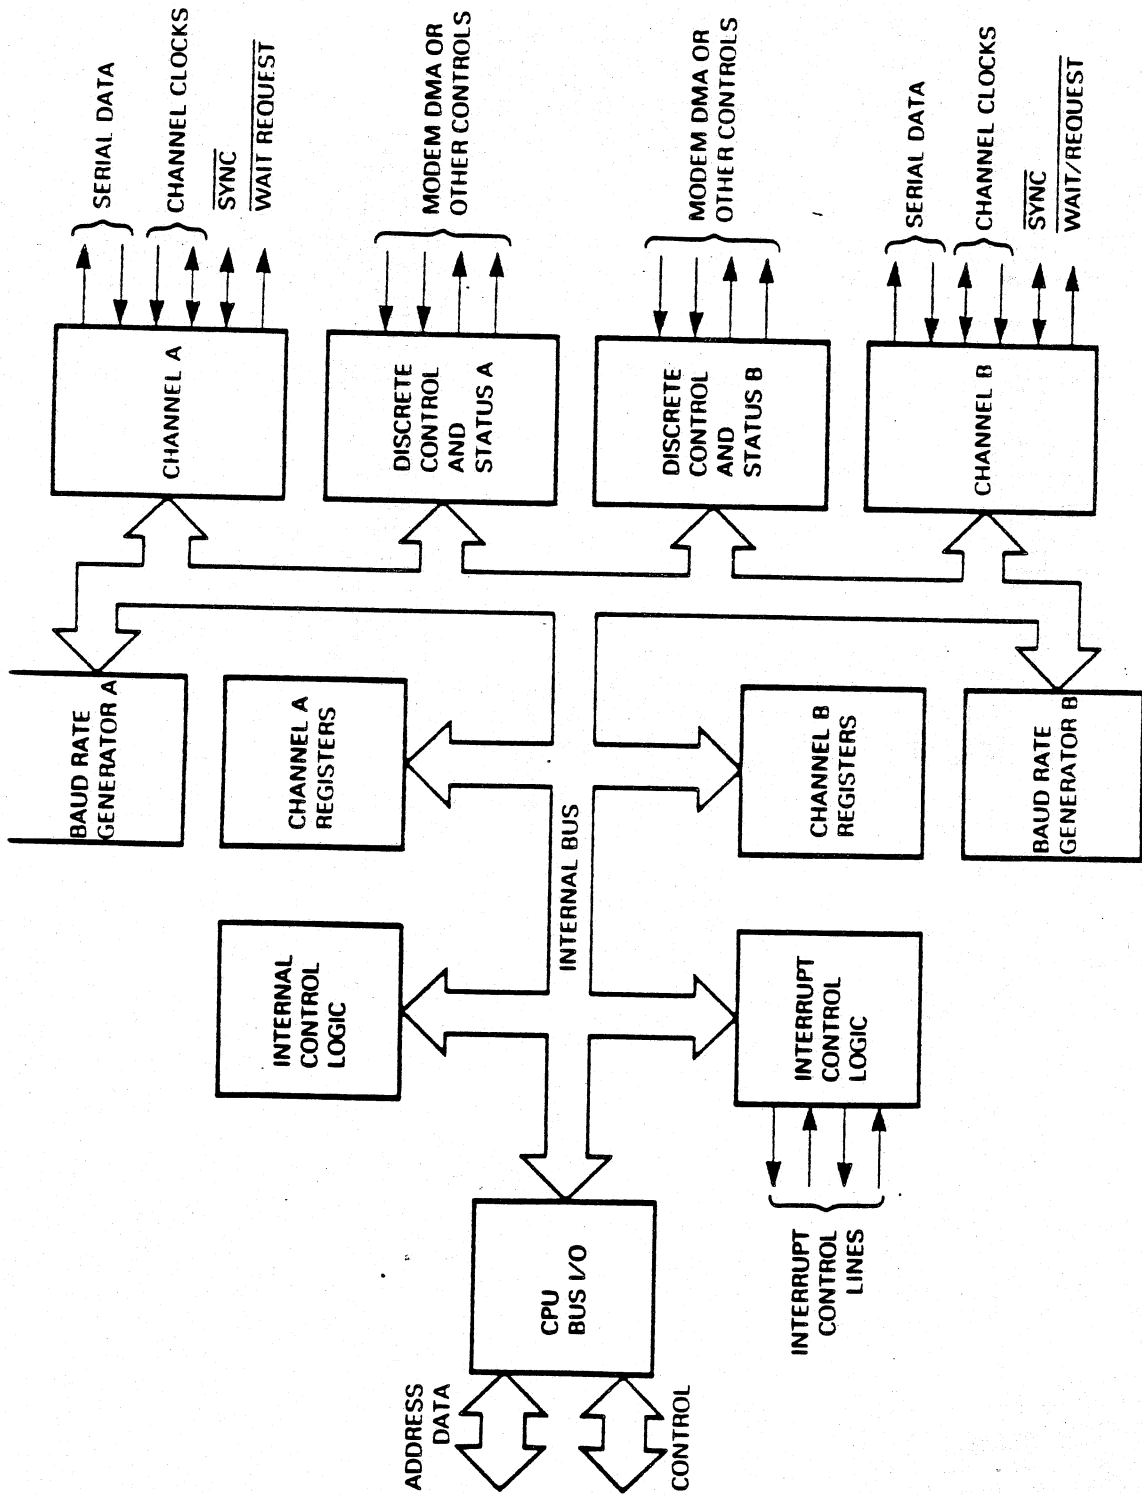 BAUD RATE
GENERATOR A
CHANNEL A
SERIAL DATA
CHANNEL CLOCKS
SYNC
WAIT REQUEST
INTERNAL
CONTROL
LOGIC
CHANNEL A
REGISTERS
DISCRETE
CONTROL
AND
STATUS A
MODEM DMA OR
OTHER CONTROLS
ADDRESS
DATA
CONTROL
CPU
BUS I/O
INTERNAL BUS
DISCRETE
CONTROL
AND
STATUS B
MODEM DMA OR
OTHER CONTROLS
INTERRUPT
CONTROL
LINES
INTERRUPT
CONTROL
LOGIC
CHANNEL B
REGISTERS
CHANNEL B
SERIAL DATA
CHANNEL CLOCKS
SYNC
WAIT/REQUEST
BAUD RATE
GENERATOR B